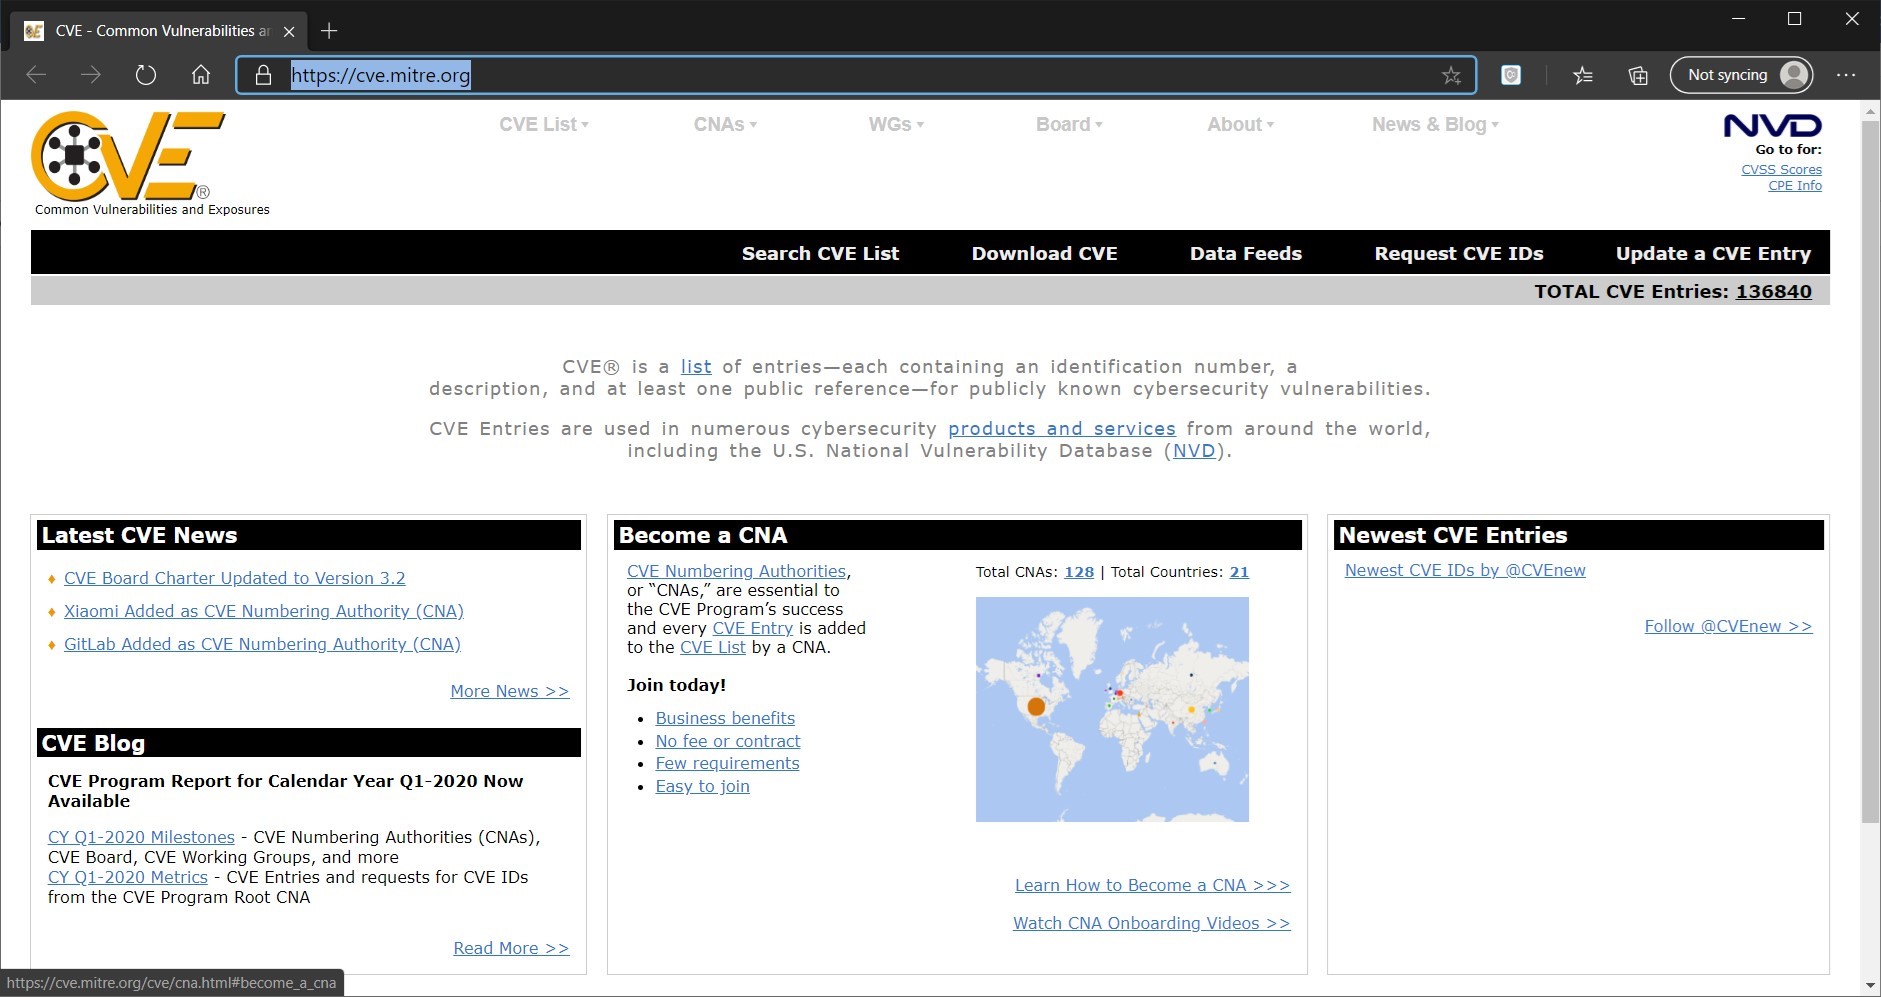 CVE - Common Vulnerabilities an
https://cve.mitre.org
Not syncing
CVE
®
Common Vulnerabilities and Exposures
CVE List
CNAs
WGs
Board
About
News & Blog
NVD
Go to for:
CVSS Scores
CPE Info
Search CVE List
Download CVE
Data Feeds
Request CVE IDs
Update a CVE Entry
TOTAL CVE Entries: 136840
CVE® is a list of entries—each containing an identification number, a
description, and at least one public reference—for publicly known cybersecurity vulnerabilities.
CVE Entries are used in numerous cybersecurity products and services from around the world,
including the U.S. National Vulnerability Database (NVD).
Latest CVE News
CVE Board Charter Updated to Version 3.2
Xiaomi Added as CVE Numbering Authority (CNA)
GitLab Added as CVE Numbering Authority (CNA)
More News >>
CVE Blog
CVE Program Report for Calendar Year Q1-2020 Now
Available
CY Q1-2020 Milestones - CVE Numbering Authorities (CNAs),
CVE Board, CVE Working Groups, and more
CY Q1-2020 Metrics - CVE Entries and requests for CVE IDs
from the CVE Program Root CNA
Read More >>
Become a CNA
CVE Numbering Authorities,
or “CNAs,” are essential to
the CVE Program’s success
and every CVE Entry is added
to the CVE List by a CNA.
Join today!
Business benefits
No fee or contract
Few requirements
Easy to join
Total CNAs: 128 | Total Countries: 21
Learn How to Become a CNA >>>
Watch CNA Onboarding Videos >>
Newest CVE Entries
Newest CVE IDs by @CVEnew
Follow @CVEnew >>
https://cve.mitre.org/cve/cna.html#become_a_cna